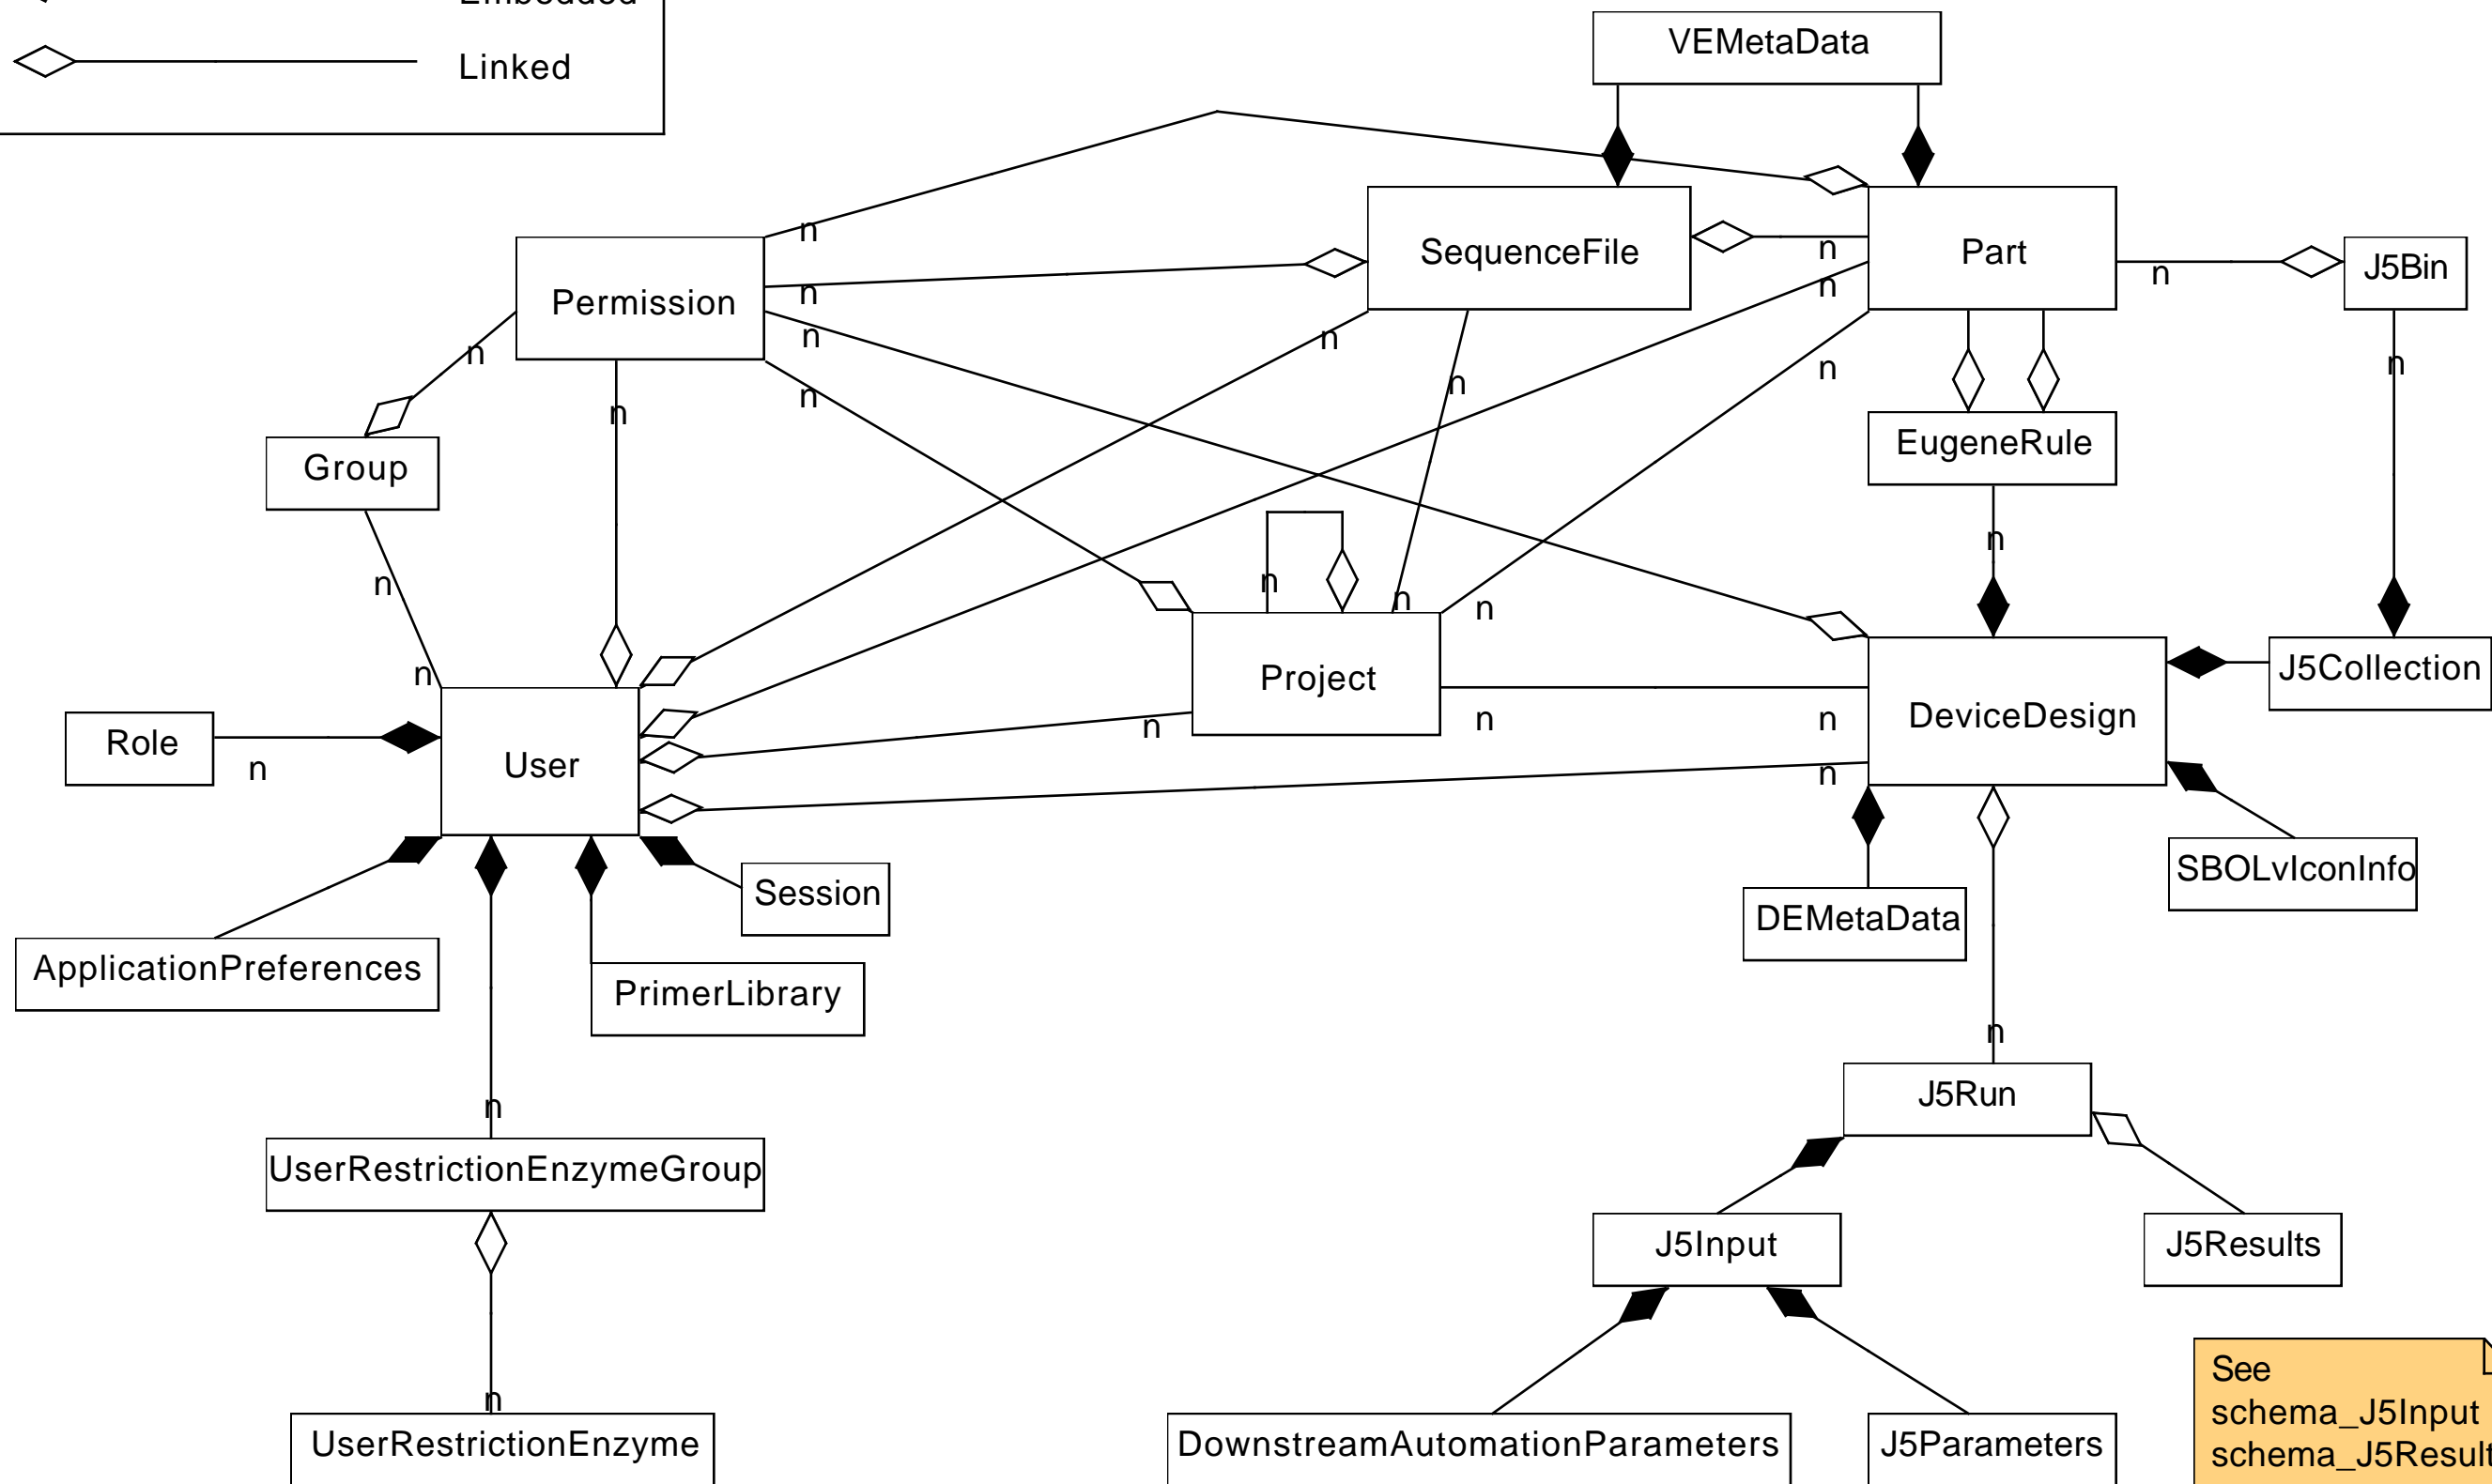 Embedded
Linked
VEMetaData
n
SequenceFile
n
Part
n
J5Bin
Permission
n
n
n
n
n
n
n
n
n
n
n
EugeneRule
Group
n
n
n
n
n
Project
n
n
J5Collection
DeviceDesign
n
n
n
n
Role
n
User
n
SBOLvIconInfo
Session
DEMetaData
ApplicationPreferences
PrimerLibrary
n
J5Run
n
UserRestrictionEnzymeGroup
J5Input
J5Results
See
schema_J5Input
schema_J5Result
n
UserRestrictionEnzyme
DownstreamAutomationParameters
J5Parameters